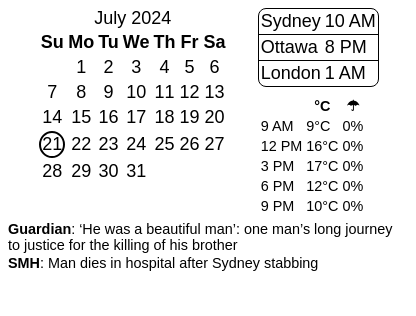 July 2024
Su Mo Tu We Th Fr Sa
1 2 3 4 5 6
7 8 9 10 11 12 13
14 15 16 17 18 19 20
21 22 23 24 25 26 27
28 29 30 31
Sydney 10 AM
Ottawa 8 PM
London 1 AM
°C ☂
9 AM 9°C 0%
12 PM 16°C 0%
3 PM 17°C 0%
6 PM 12°C 0%
9 PM 10°C 0%
Guardian: ‘He was a beautiful man’: one man’s long journey
to justice for the killing of his brother
SMH: Man dies in hospital after Sydney stabbing